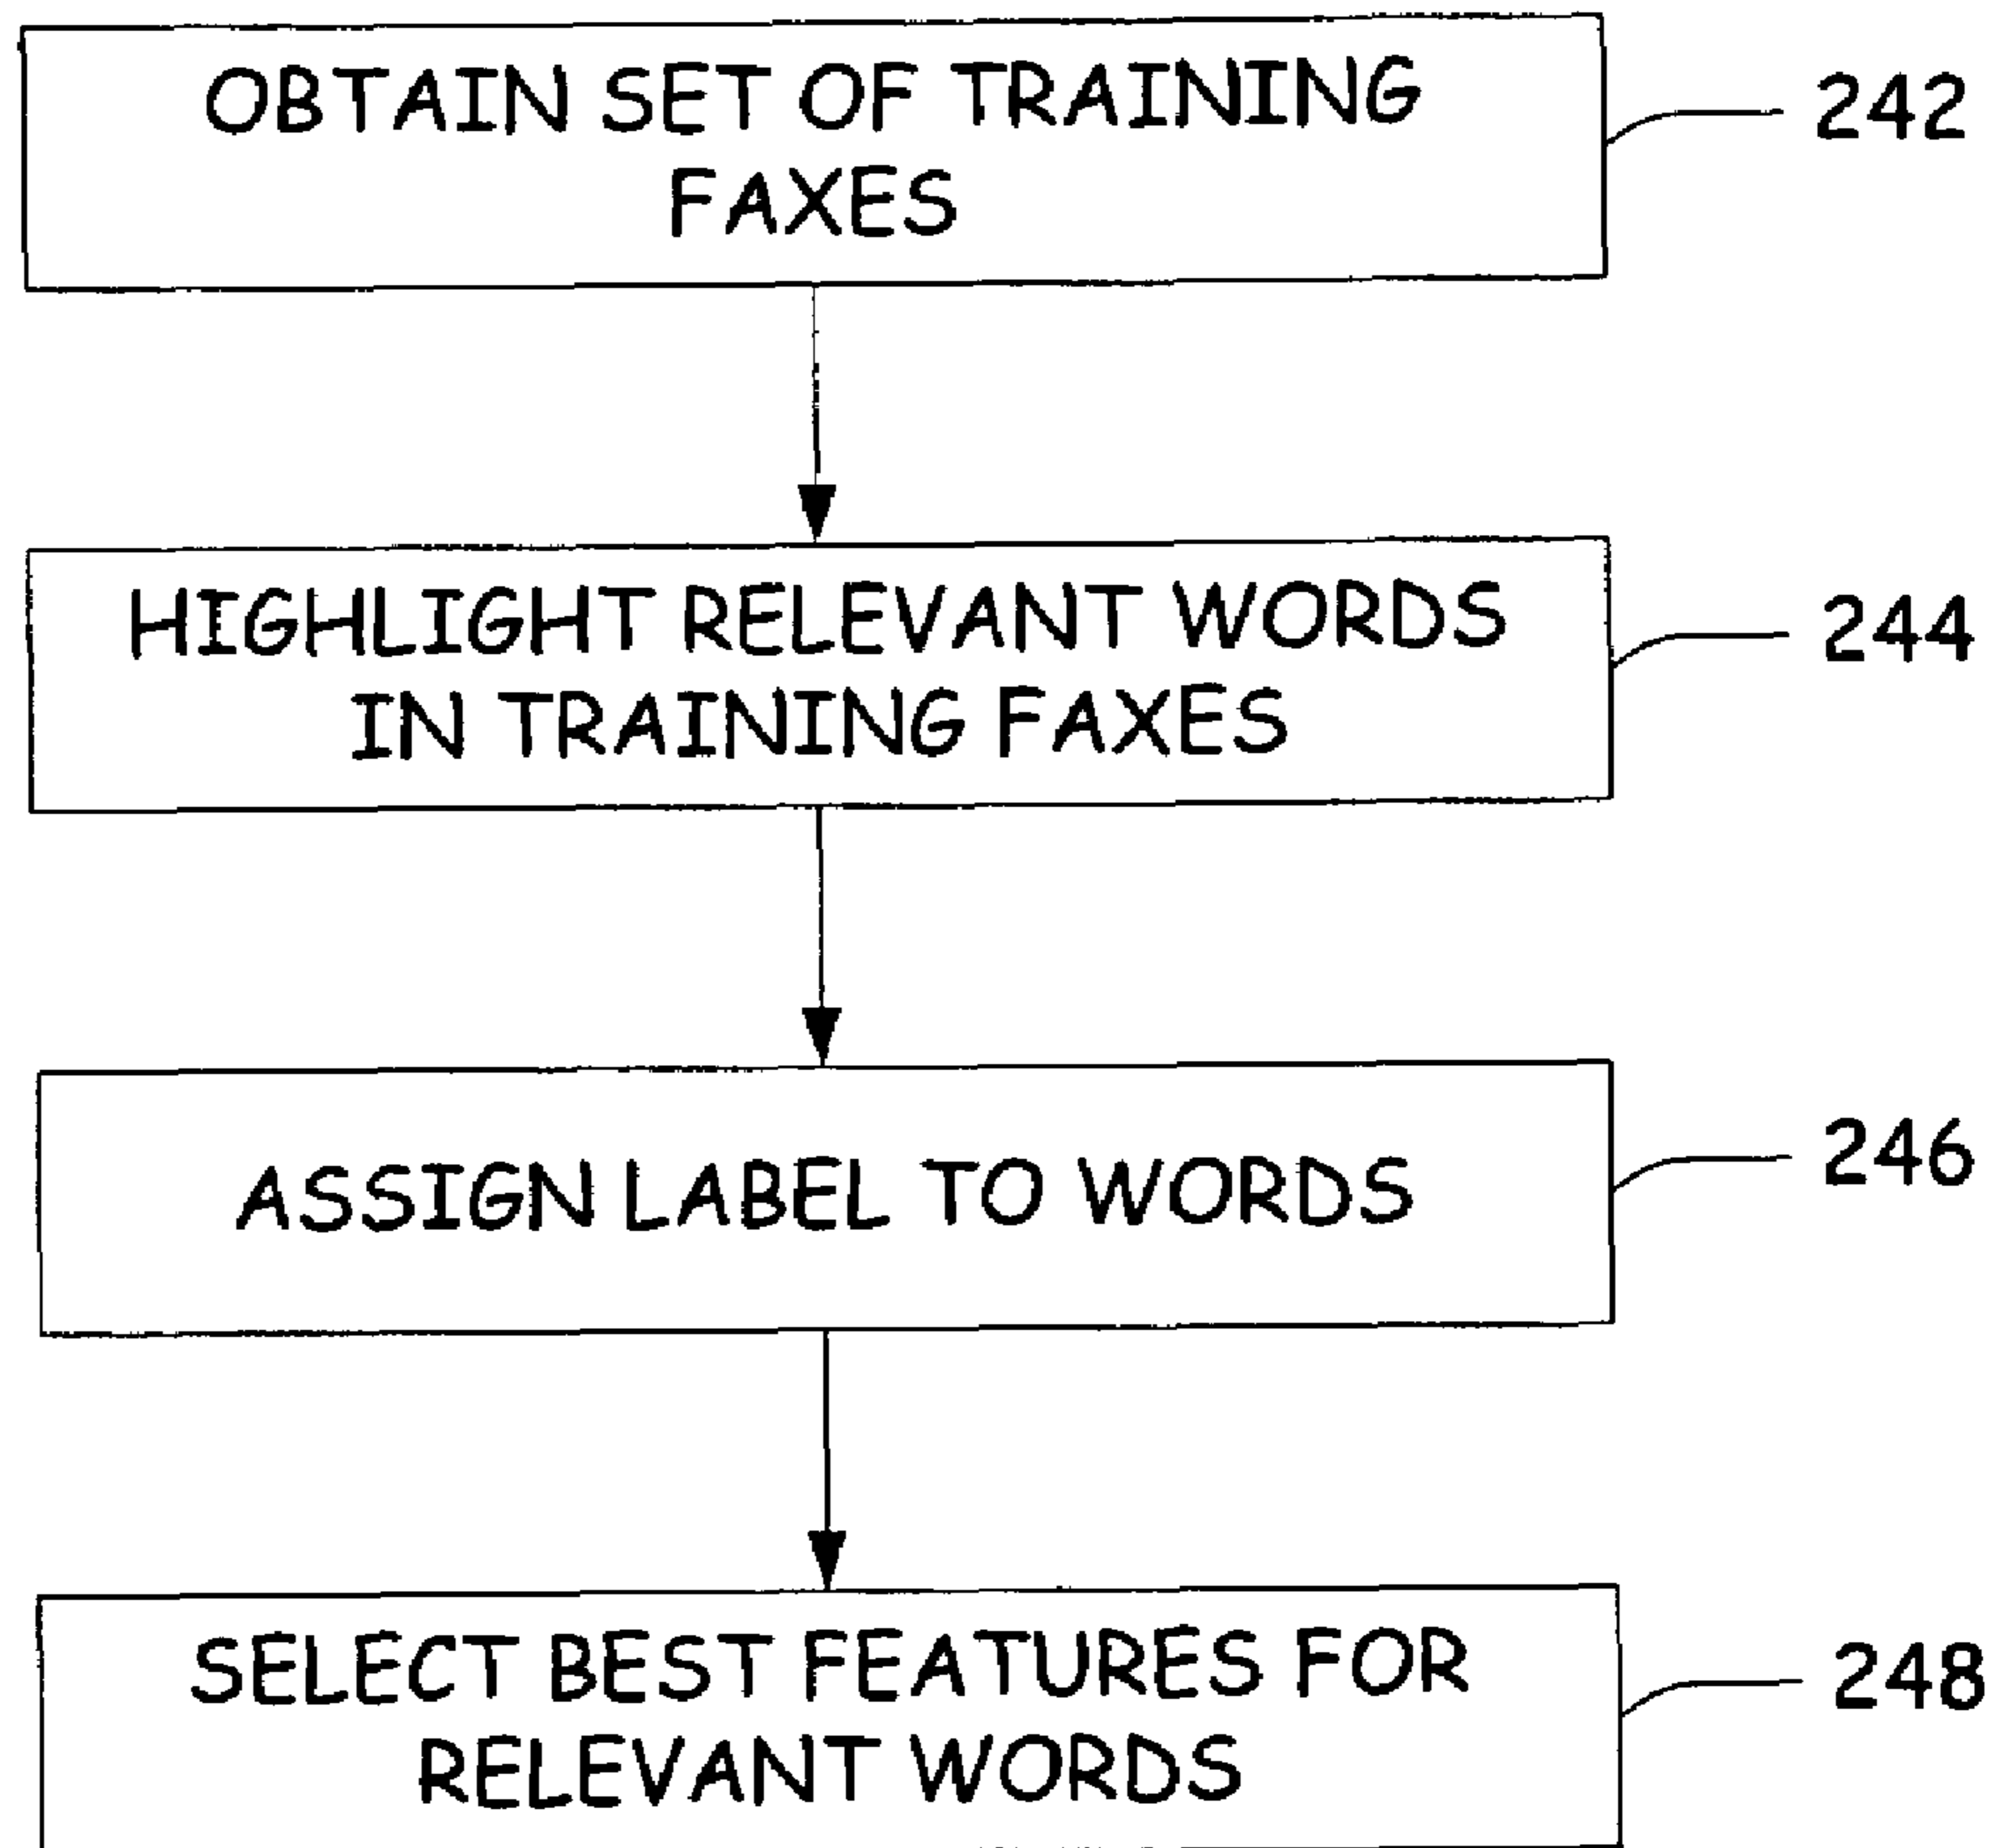 OBTAIN SET OF TRAINING
FAXES
242
HIGHLIGHT RELEVANT WORDS
IN TRAINING FAXES
244
ASSIGN LABEL TO WORDS
246
SELECT BEST FEATURES FOR
RELEVANT WORDS
248